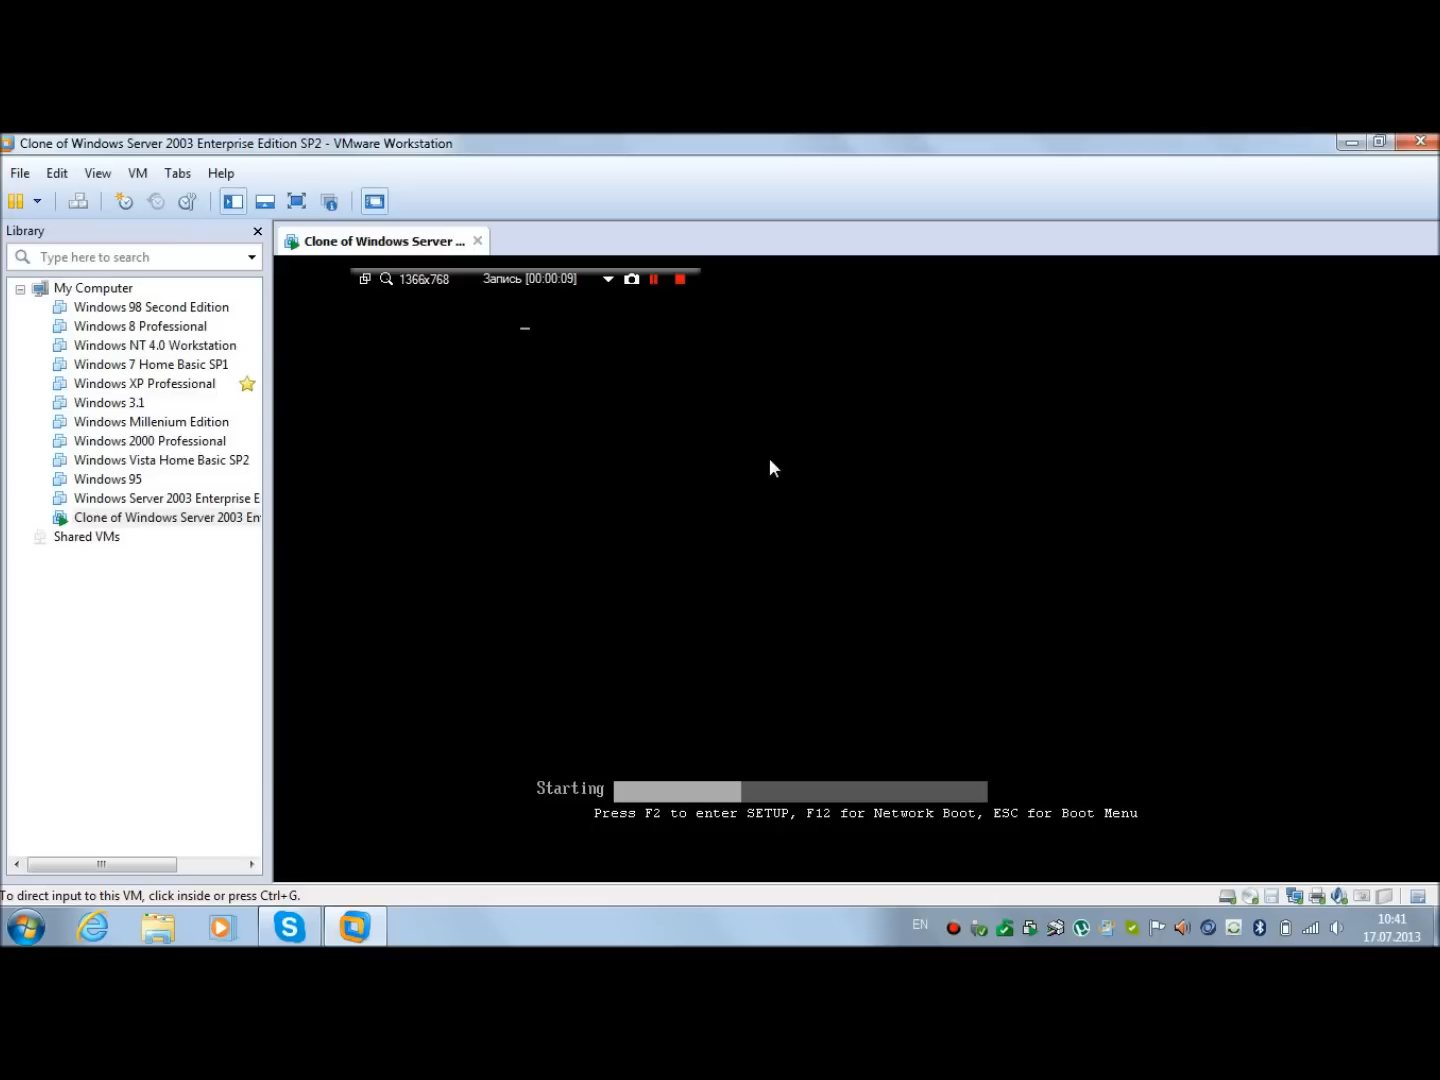 Clone of Windows Server 2003 Enterprise Edition SP2 - VMware Workstation
File Edit View VM Tabs Help
Library
Type here to search
My Computer
Windows 98 Second Edition
Windows 8 Professional
Windows NT 4.0 Workstation
Windows 7 Home Basic SP1
Windows XP Professional
Windows 3.1
Windows Millenium Edition
Windows 2000 Professional
Windows Vista Home Basic SP2
Windows 95
Windows Server 2003 Enterprise E
Clone of Windows Server 2003 En
Shared VMs
Clone of Windows Server ...
1366x768 Запись [00:00:09]
Starting
Press F2 to enter SETUP, F12 for Network Boot, ESC for Boot Menu
To direct input to this VM, click inside or press Ctrl+G.
EN
10:41
17.07.2013